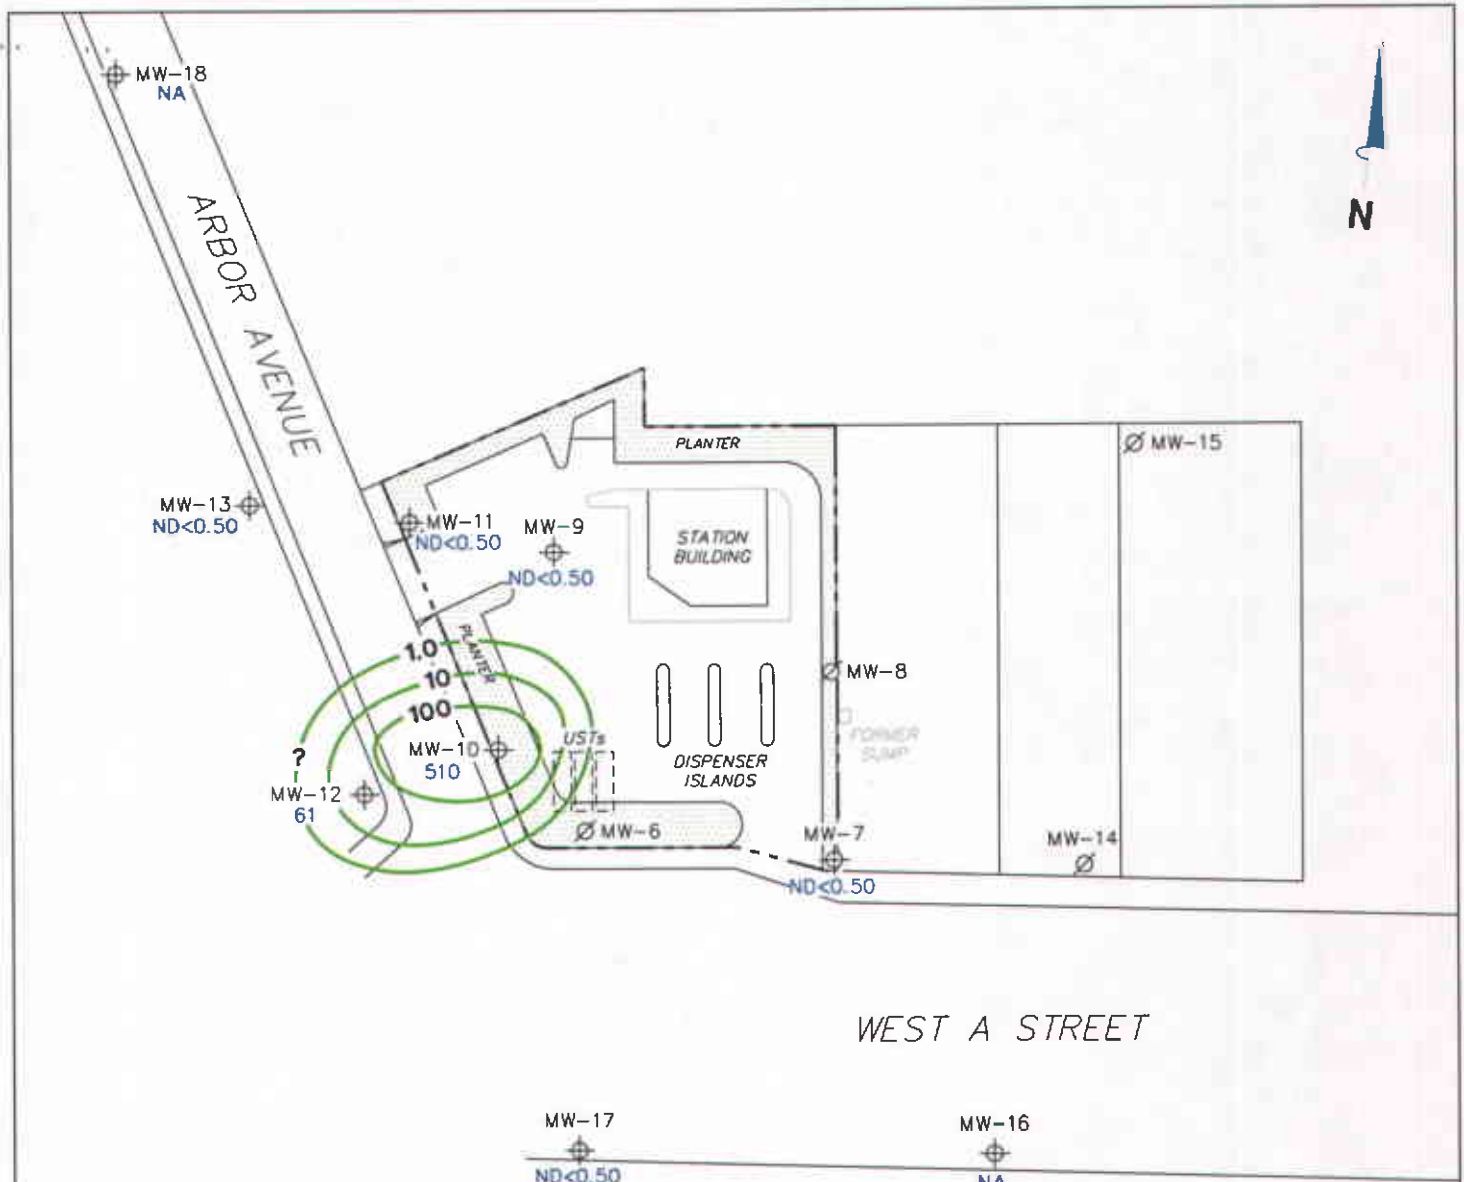 MW-18
NA
N
ARBOR AVENUE
PLANTER
MW-15
MW-13
ND<0.50
MW-11
ND<0.50
MW-9
ND<0.50
STATION
BUILDING
PLANTER
1.0
10
100
MW-8
?
MW-10
510
USTs
FORMER
SUMP
DISPENSER
ISLANDS
MW-12
61
MW-6
MW-7
ND<0.50
MW-14
WEST A STREET
MW-17
ND<0.50
MW-16
NA